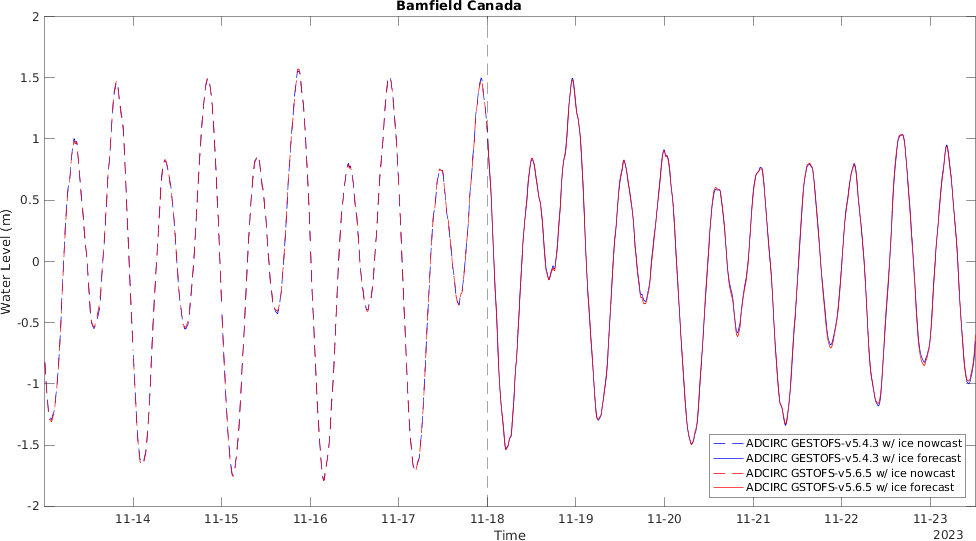 Bamfield Canada
Water Level (m)
2
1.5
1
0.5
0
-0.5
-1
-1.5
-2
11-14 11-15 11-16 11-17 11-18 11-19 11-20 11-21 11-22 11-23
Time
2023
ADCIRC GESTOFS-v5.4.3 w/ ice nowcast
ADCIRC GESTOFS-v5.4.3 w/ ice forecast
ADCIRC GSTOFS-v5.6.5 w/ ice nowcast
ADCIRC GSTOFS-v5.6.5 w/ ice forecast